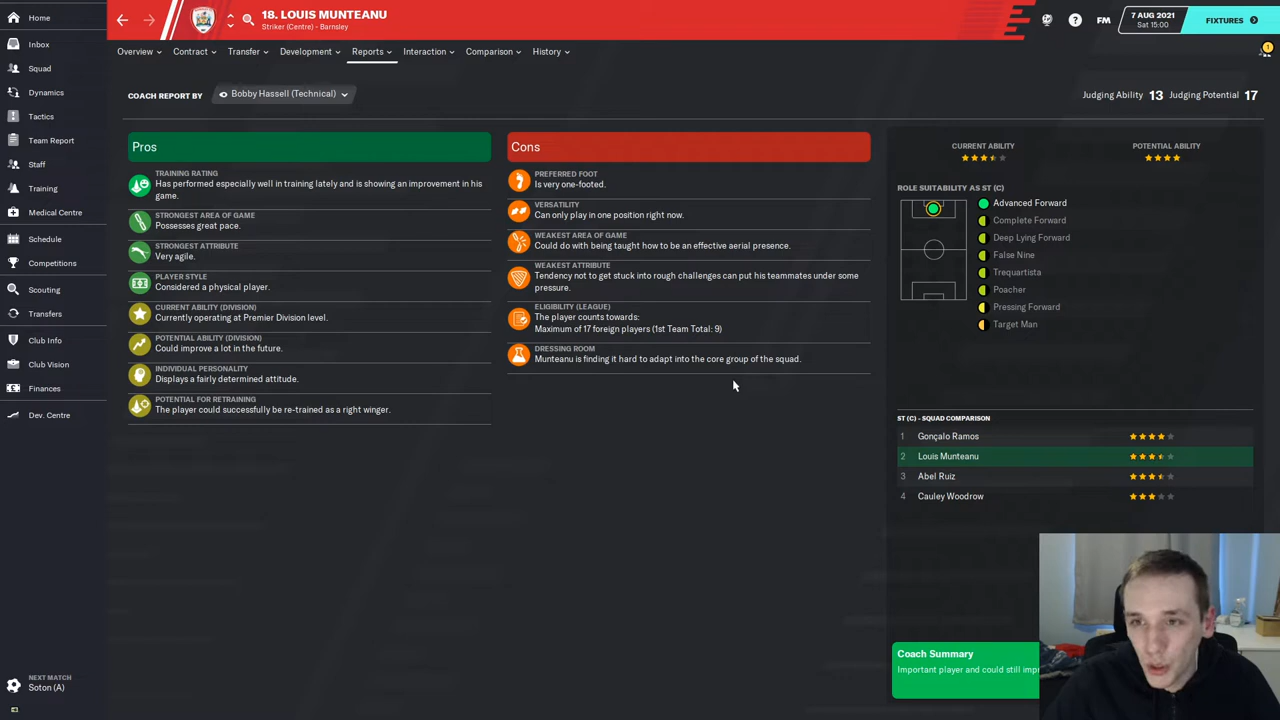 Home
Inbox
Squad
Dynamics
Tactics
Team Report
Staff
Training
Medical Centre
Schedule
Competitions
Scouting
Transfers
Club Info
Club Vision
Finances
Dev. Centre
NEXT MATCH
Soton (A)
18. LOUIS MUNTEANU
Striker (Centre) - Barnsley
?
FM
7 AUG 2021
Sat 15:00
FIXTURES
Overview
Contract
Transfer
Development
Reports
Interaction
Comparison
History
1
COACH REPORT BY
Bobby Hassell (Technical)
Judging Ability 13 Judging Potential 17
Pros
TRAINING RATING
Has performed especially well in training lately and is showing an improvement in his
game.
STRONGEST AREA OF GAME
Possesses great pace.
STRONGEST ATTRIBUTE
Very agile.
PLAYER STYLE
Considered a physical player.
CURRENT ABILITY (DIVISION)
Currently operating at Premier Division level.
POTENTIAL ABILITY (DIVISION)
Could improve a lot in the future.
INDIVIDUAL PERSONALITY
Displays a fairly determined attitude.
POTENTIAL FOR RETRAINING
The player could successfully be re-trained as a right winger.
Cons
PREFERRED FOOT
Is very one-footed.
VERSATILITY
Can only play in one position right now.
WEAKEST AREA OF GAME
Could do with being taught how to be an effective aerial presence.
WEAKEST ATTRIBUTE
Tendency not to get stuck into rough challenges can put his teammates under some
pressure.
ELIGIBILITY (LEAGUE)
The player counts towards:
Maximum of 17 foreign players (1st Team Total: 9)
DRESSING ROOM
Munteanu is finding it hard to adapt into the core group of the squad.
CURRENT ABILITY
POTENTIAL ABILITY
ROLE SUITABILITY AS ST (C)
Advanced Forward
Complete Forward
Deep Lying Forward
False Nine
Trequartista
Poacher
Pressing Forward
Target Man
ST (C) - SQUAD COMPARISON
1 Gonçalo Ramos
2 Louis Munteanu
3 Abel Ruiz
4 Cauley Woodrow
Coach Summary
Important player and could still impr